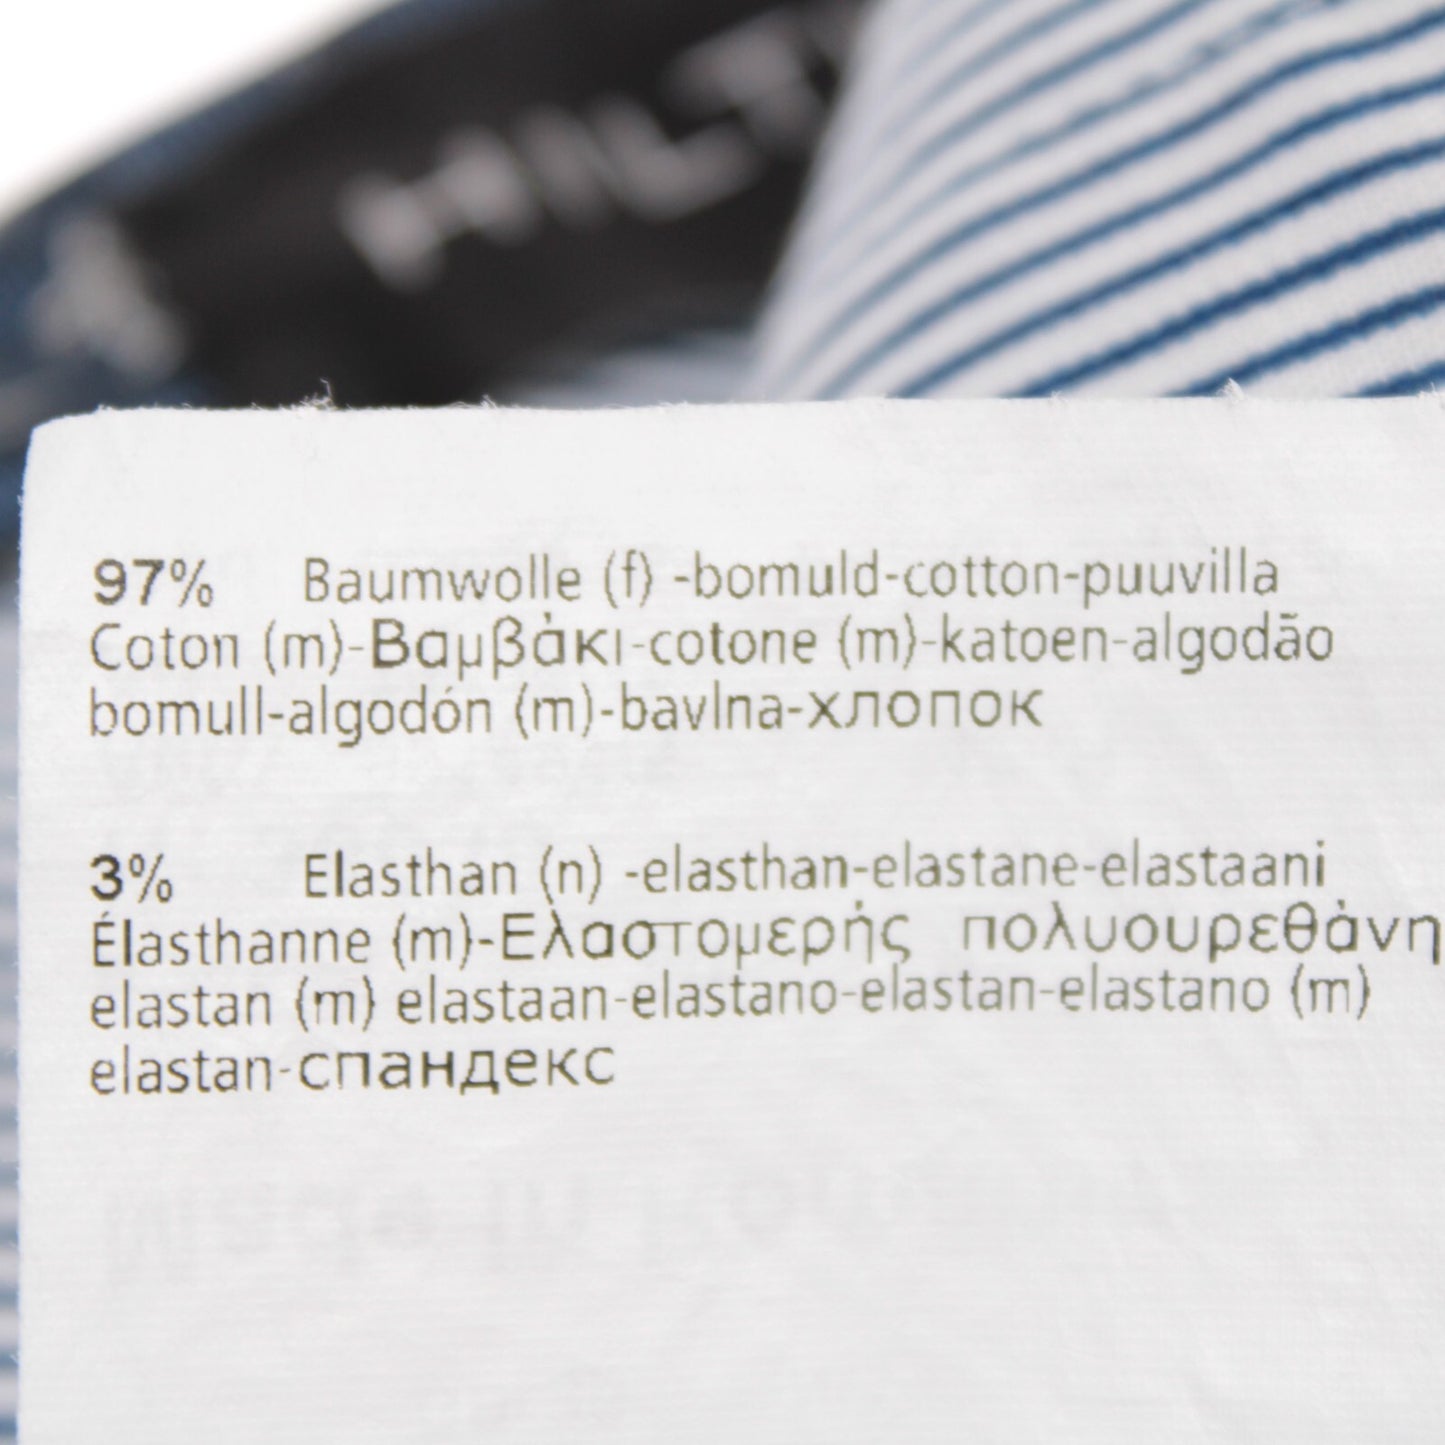 97% Baumwolle (f) -bomuld-cotton-puuvilla
Coton (m)-Βαμβάκι-cotone (m)-katoen-algodão
bomull-algodón (m)-bavlna-хлопок
3% Elasthan (n) -elasthan-elastane-elastaani
Élasthanne (m)-Ελαστομερής πολυουρεθάνη
elastan (m) elastaan-elastano-elastan-elastano (m)
elastan-спандекс